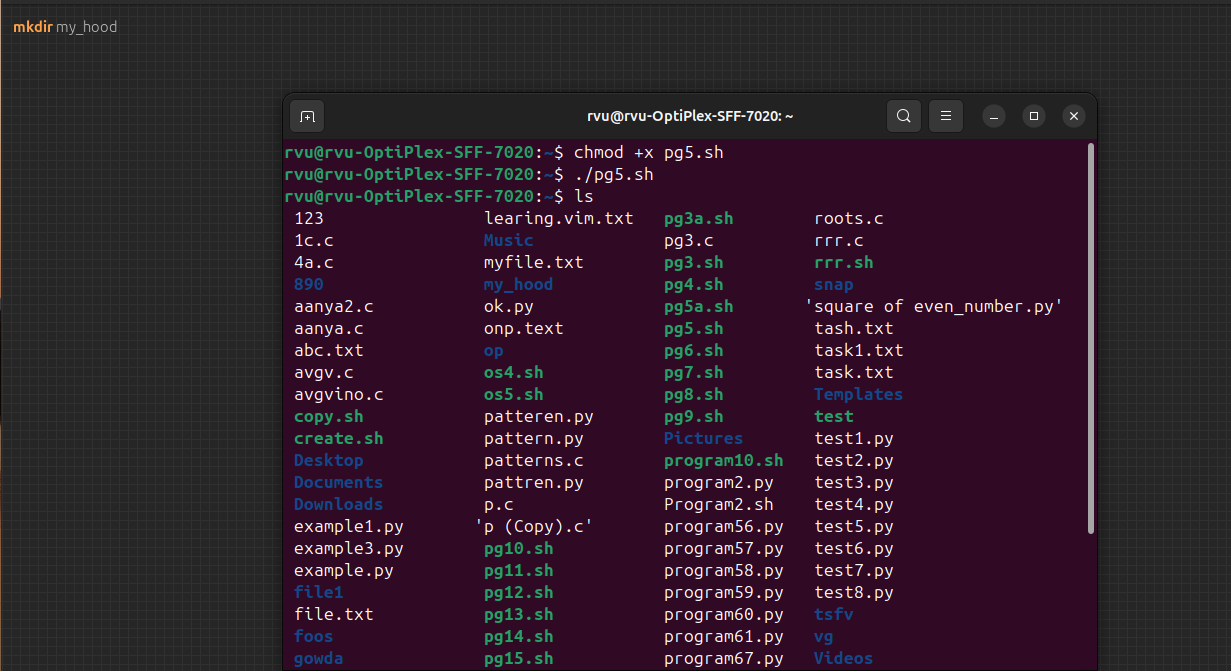 mkdir my_hood
rvu@rvu-OptiPlex-SFF-7020: ~
rvu@rvu-OptiPlex-SFF-7020:~$ chmod +x pg5.sh
rvu@rvu-OptiPlex-SFF-7020:~$ ./pg5.sh
rvu@rvu-OptiPlex-SFF-7020:~$ ls
123 learing.vim.txt pg3a.sh roots.c
1c.c Music pg3.c rrr.c
4a.c myfile.txt pg3.sh rrr.sh
890 my_hood pg4.sh snap
aanya2.c ok.py pg5a.sh 'square of even_number.py'
aanya.c onp.text pg5.sh tash.txt
abc.txt op pg6.sh task1.txt
avgv.c os4.sh pg7.sh task.txt
avgvino.c os5.sh pg8.sh Templates
copy.sh patteren.py pg9.sh test
create.sh pattern.py Pictures test1.py
Desktop patterns.c program10.sh test2.py
Documents pattren.py program2.py test3.py
Downloads p.c Program2.sh test4.py
example1.py 'p (Copy).c' program56.py test5.py
example3.py pg10.sh program57.py test6.py
example.py pg11.sh program58.py test7.py
file1 pg12.sh program59.py test8.py
file.txt pg13.sh program60.py tsfv
foos pg14.sh program61.py vg
gowda pg15.sh program67.py Videos